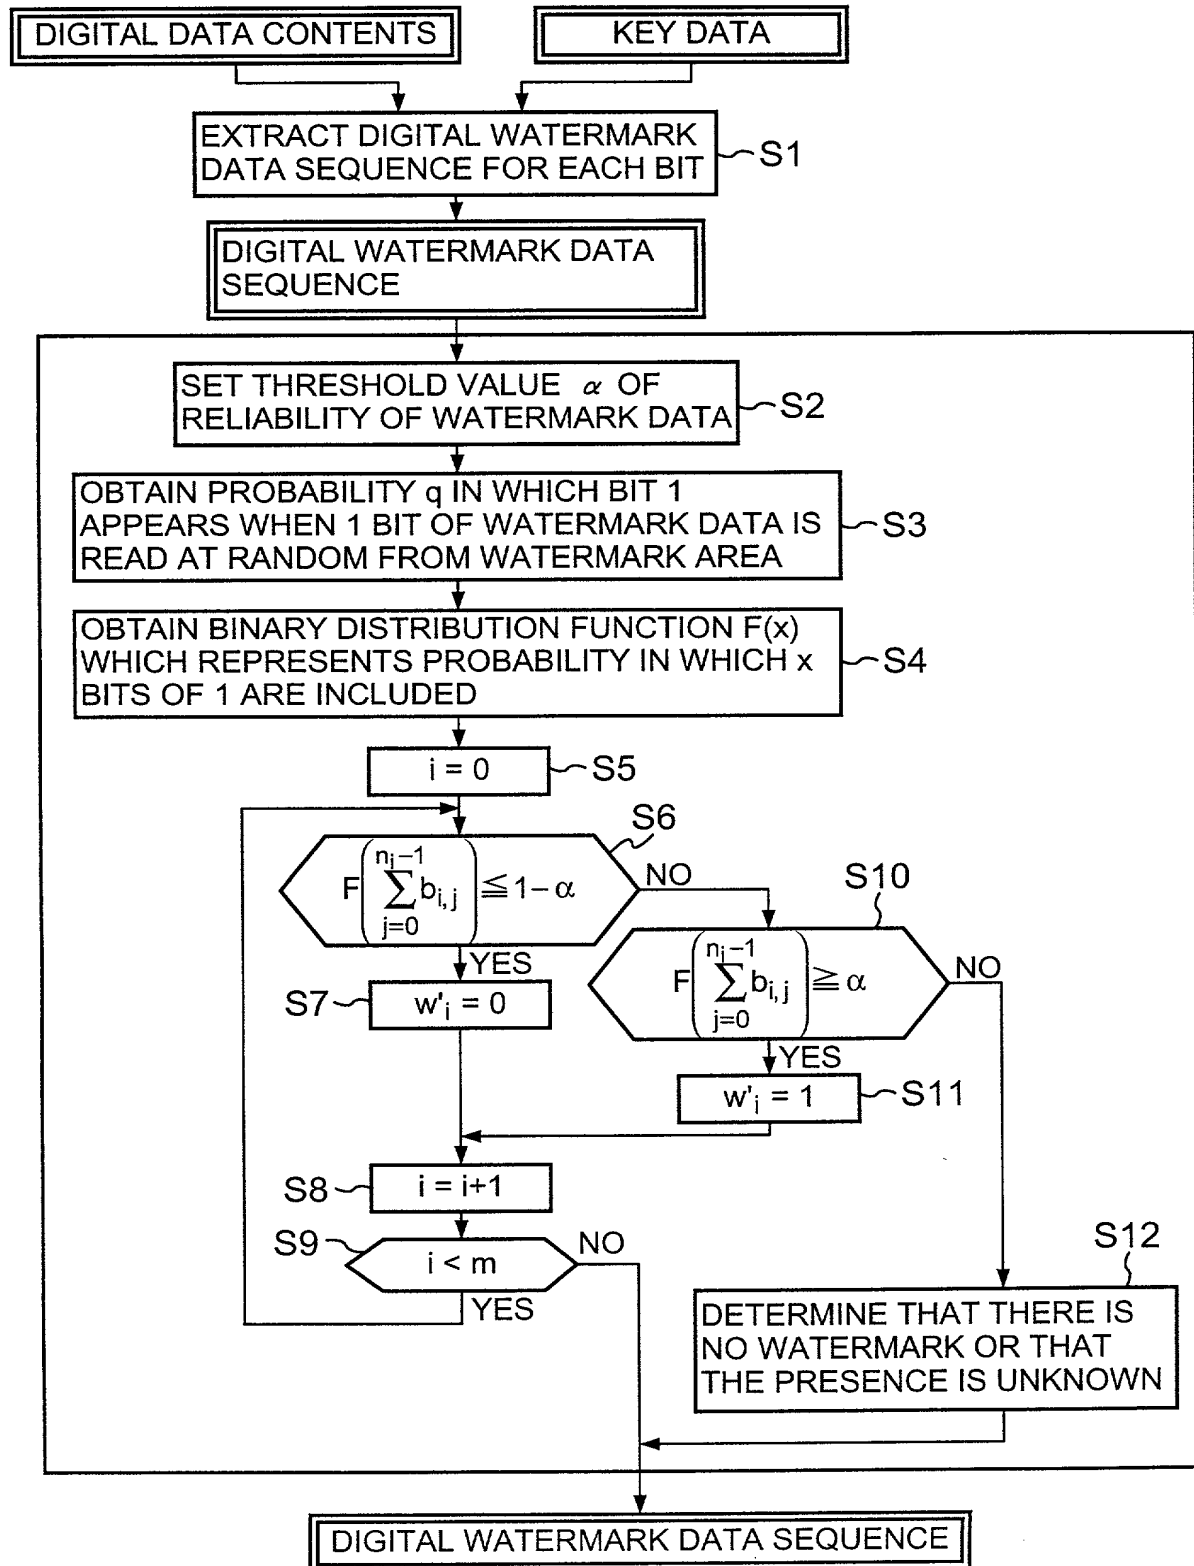 DIGITAL DATA CONTENTS
KEY DATA
EXTRACT DIGITAL WATERMARK
DATA SEQUENCE FOR EACH BIT
S1
DIGITAL WATERMARK DATA
SEQUENCE
SET THRESHOLD VALUE α OF
RELIABILITY OF WATERMARK DATA
S2
OBTAIN PROBABILITY q IN WHICH BIT 1
APPEARS WHEN 1 BIT OF WATERMARK DATA IS
READ AT RANDOM FROM WATERMARK AREA
S3
OBTAIN BINARY DISTRIBUTION FUNCTION F(x)
WHICH REPRESENTS PROBABILITY IN WHICH x
BITS OF 1 ARE INCLUDED
S4
i = 0
S5
S6
F(∑_{j=0}^{n_i−1} b_{i,j}) ≦ 1−α
NO
YES
S10
F(∑_{j=0}^{n_i−1} b_{i,j}) ≧ α
NO
YES
S7
w'_i = 0
w'_i = 1
S11
S8
i = i+1
S9
i < m
NO
YES
S12
DETERMINE THAT THERE IS
NO WATERMARK OR THAT
THE PRESENCE IS UNKNOWN
DIGITAL WATERMARK DATA SEQUENCE